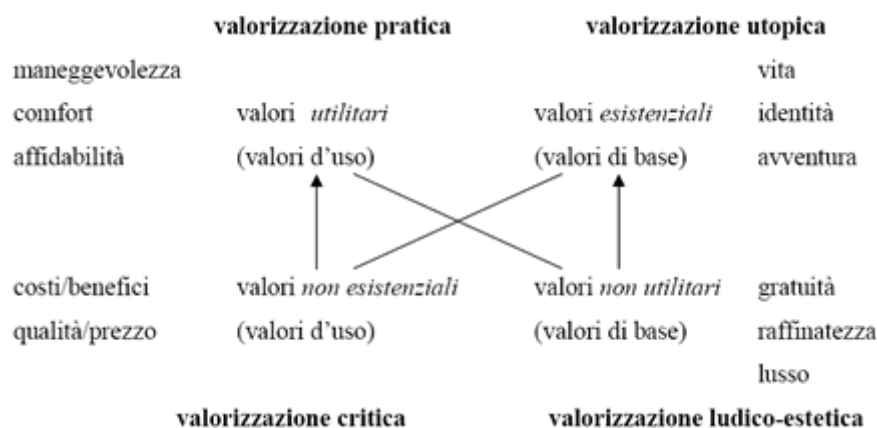 valorizzazione pratica valorizzazione utopica
maneggevolezza vita
comfort valori utilitari valori esistenziali identità
affidabilità (valori d'uso) (valori di base) avventura
costi/benefici valori non esistenziali valori non utilitari gratuità
qualità/prezzo (valori d'uso) (valori di base) raffinatezza
lusso
valorizzazione critica valorizzazione ludico-estetica